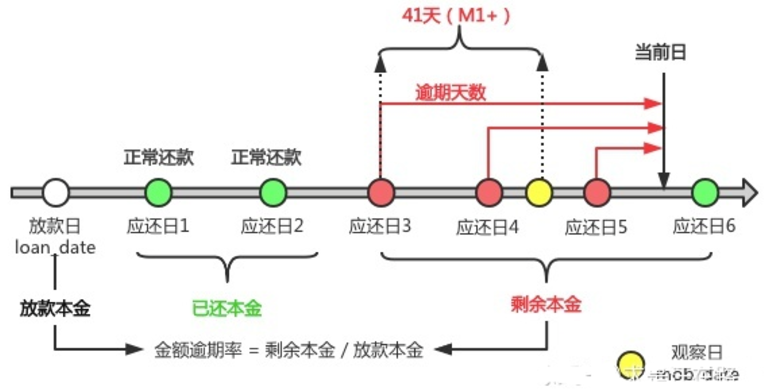 41天（M1+）
当前日
逾期天数
正常还款 正常还款
放款日 应还日1 应还日2 应还日3 应还日4 应还日5 应还日6
loan_date
放款本金 已还本金 剩余本金
金额逾期率 = 剩余本金 / 放款本金
观察日
mob_date